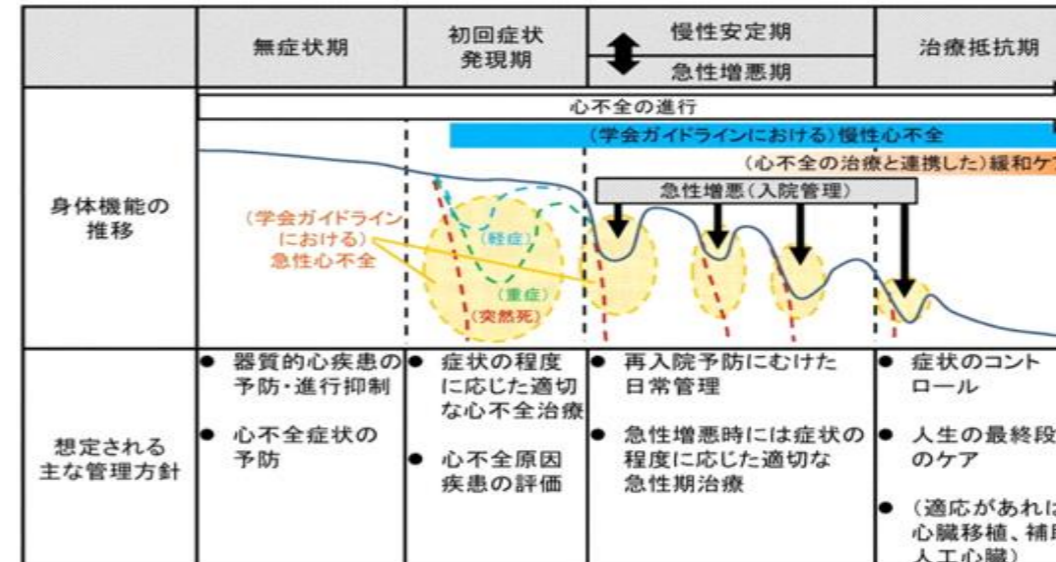 無症状期
初回症状
発現期
慢性安定期
急性増悪期
治療抵抗期
身体機能の
推移
心不全の進行
(学会ガイドラインにおける)慢性心不全
(心不全の治療と連携した)緩和ケ
急性増悪(入院管理)
(学会ガイドライン
における)
急性心不全
(軽症)
(重症)
(突然死)
想定される
主な管理方針
● 器質的心疾患の
予防・進行抑制
● 心不全症状の
予防
● 症状の程度
に応じた適切
な心不全治療
● 心不全原因
疾患の評価
● 再入院予防にむけた
日常管理
● 急性増悪時には症状の
程度に応じた適切な
急性期治療
● 症状のコント
ロール
● 人生の最終段
のケア
● (適応があれ
心臓移植、補
人工心臓)